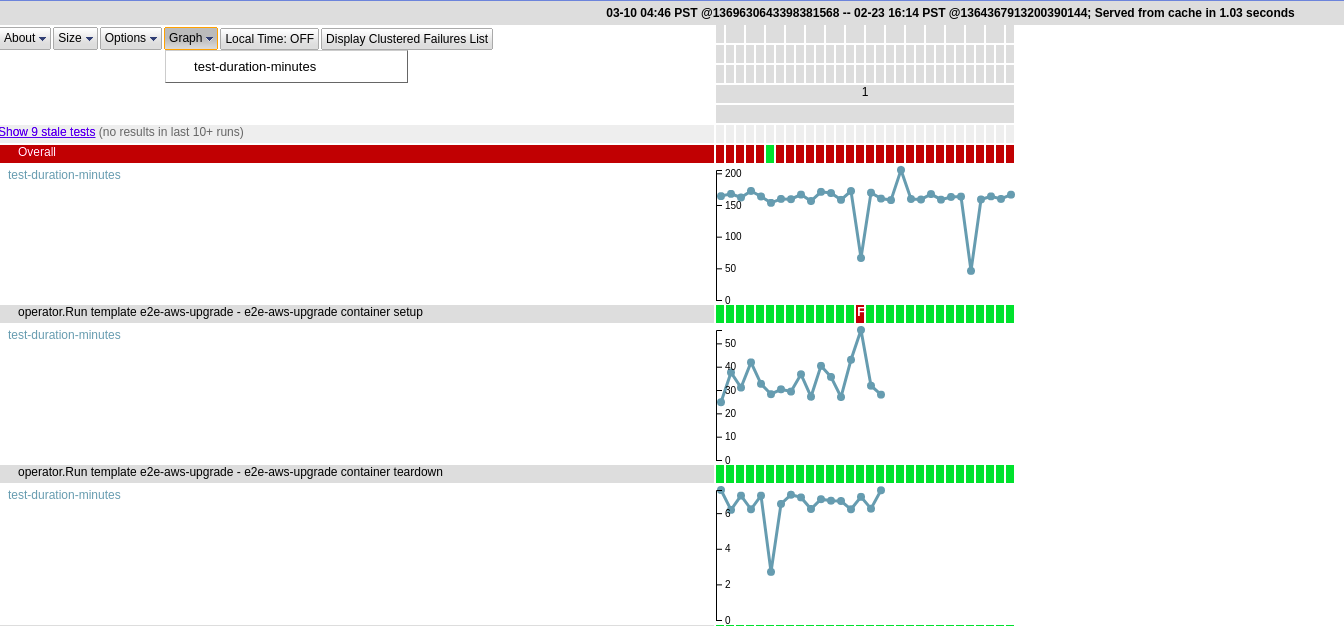 03-10 04:46 PST @1369630643398381568 -- 02-23 16:14 PST @1364367913200390144; Served from cache in 1.03 seconds
About Size Options Graph Local Time: OFF Display Clustered Failures List
test-duration-minutes
1
Show 9 stale tests (no results in last 10+ runs)
Overall
test-duration-minutes
200
150
100
50
0
operator.Run template e2e-aws-upgrade - e2e-aws-upgrade container setup
F
test-duration-minutes
50
40
30
20
10
0
operator.Run template e2e-aws-upgrade - e2e-aws-upgrade container teardown
test-duration-minutes
6
4
2
0